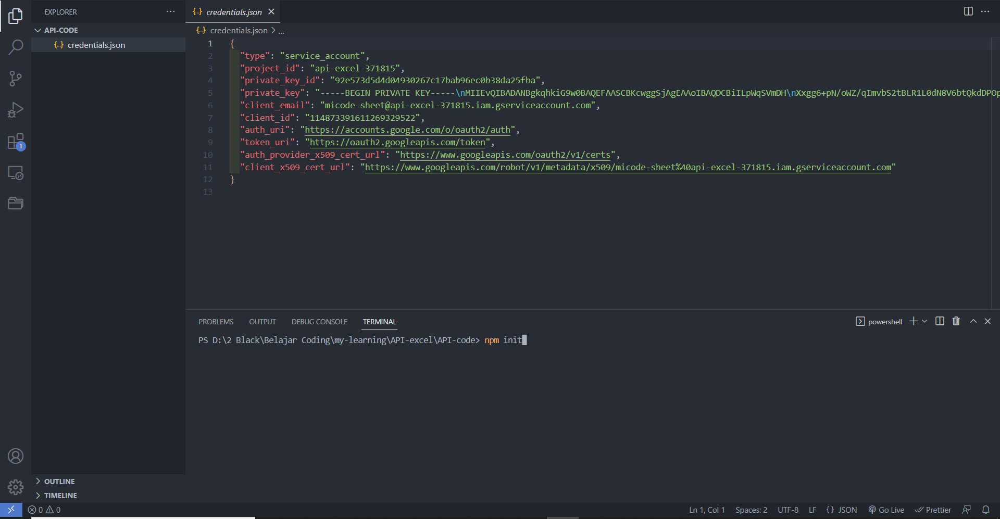 EXPLORER
credentials.json
API-CODE
credentials.json > ...
credentials.json
1 {
2 "type": "service_account",
3 "project_id": "api-excel-371815",
4 "private_key_id": "92e573d5d4d04930267c17bab96ec0b38da25fba",
5 "private_key": "-----BEGIN PRIVATE KEY-----\nMIIEvQIBADANBgkqhkiG9w0BAQEFAASCBKcwggSjAgEAAoIBAQDCBiILpWqSVmDH\nXxgg6+pN/oWZ/qImvbS2tBLR1L0dN8V6btQkdDPOp
6 "client_email": "micode-sheet@api-excel-371815.iam.gserviceaccount.com",
7 "client_id": "114873391611269329522",
8 "auth_uri": "https://accounts.google.com/o/oauth2/auth",
9 "token_uri": "https://oauth2.googleapis.com/token",
10 "auth_provider_x509_cert_url": "https://www.googleapis.com/oauth2/v1/certs",
11 "client_x509_cert_url": "https://www.googleapis.com/robot/v1/metadata/x509/micode-sheet%40api-excel-371815.iam.gserviceaccount.com"
12 }
13
1
PROBLEMS OUTPUT DEBUG CONSOLE TERMINAL powershell
PS D:\2 Black\Belajar Coding\my-learning\API-excel\API-code> npm init
OUTLINE
TIMELINE
0 0 Ln 1, Col 1 Spaces: 2 UTF-8 LF {} JSON Go Live Prettier